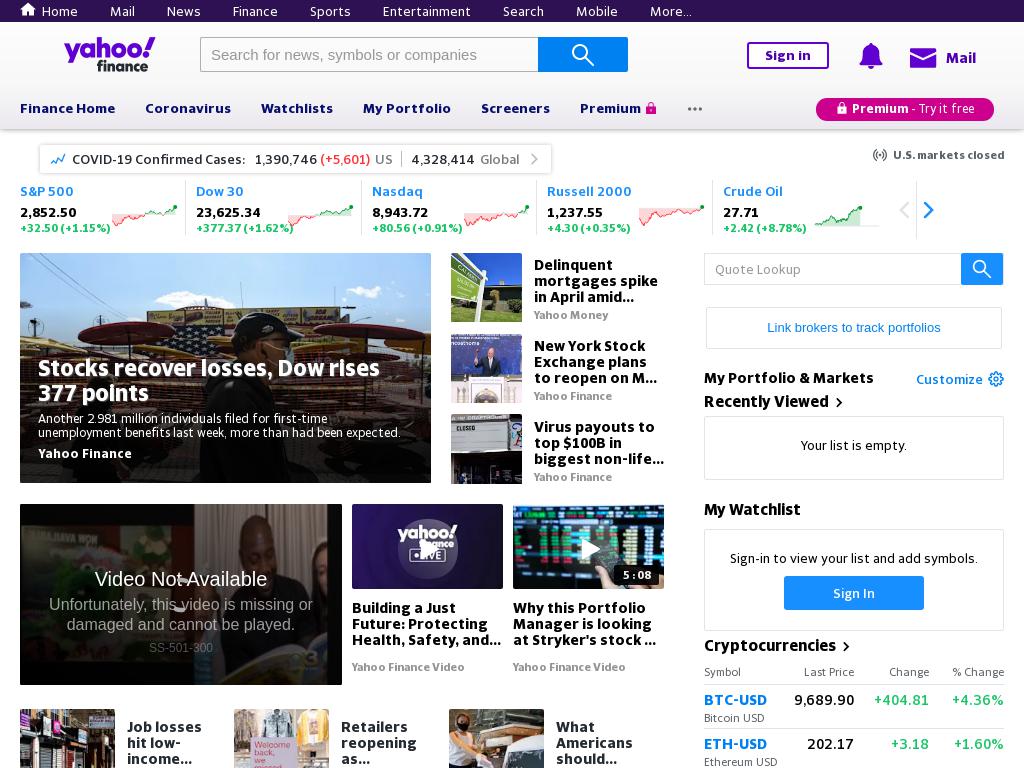 Home Mail News Finance Sports Entertainment Search Mobile More...
yahoo!
finance
Search for news, symbols or companies
Sign in
Mail
Finance Home Coronavirus Watchlists My Portfolio Screeners Premium
Premium - Try it free
COVID-19 Confirmed Cases: 1,390,746 (+5,601) US 4,328,414 Global
U.S. markets closed
S&P 500
2,852.50
+32.50 (+1.15%)
Dow 30
23,625.34
+377.37 (+1.62%)
Nasdaq
8,943.72
+80.56 (+0.91%)
Russell 2000
1,237.55
+4.30 (+0.35%)
Crude Oil
27.71
+2.42 (+8.78%)
Stocks recover losses, Dow rises
377 points
Another 2.981 million individuals filed for first-time
unemployment benefits last week, more than had been expected.
Yahoo Finance
Delinquent
mortgages spike
in April amid...
Yahoo Money
New York Stock
Exchange plans
to reopen on M...
Yahoo Finance
CLOSED
Virus payouts to
top $100B in
biggest non-life...
Yahoo Finance
Quote Lookup
Link brokers to track portfolios
My Portfolio & Markets
Customize
Recently Viewed
Your list is empty.
My Watchlist
Sign-in to view your list and add symbols.
Sign In
Cryptocurrencies
Symbol Last Price Change % Change
BTC-USD 9,689.90 +404.81 +4.36%
Bitcoin USD
ETH-USD 202.17 +3.18 +1.60%
Ethereum USD
Video Not Available
Unfortunately, this video is missing or
damaged and cannot be played.
SS-501-300
yahoo!
finance
LIVE
Building a Just
Future: Protecting
Health, Safety, and...
Yahoo Finance Video
5:08
Why this Portfolio
Manager is looking
at Stryker's stock ...
Yahoo Finance Video
Job losses
hit low-
income...
Welcome
back,
we
Retailers
reopening
as...
What
Americans
should...